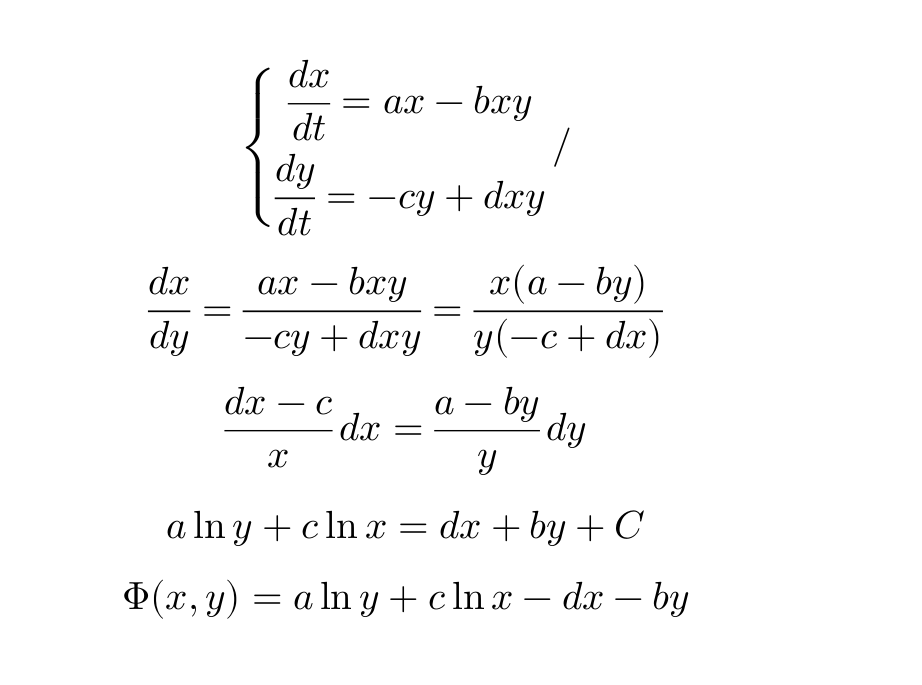 { dx/dt = ax − bxy
/
dy/dt = −cy + dxy
dx/dy = (ax − bxy)/(−cy + dxy) = x(a − by)/y(−c + dx)
(dx − c)/x dx = (a − by)/y dy
a ln y + c ln x = dx + by + C
Φ(x, y) = a ln y + c ln x − dx − by